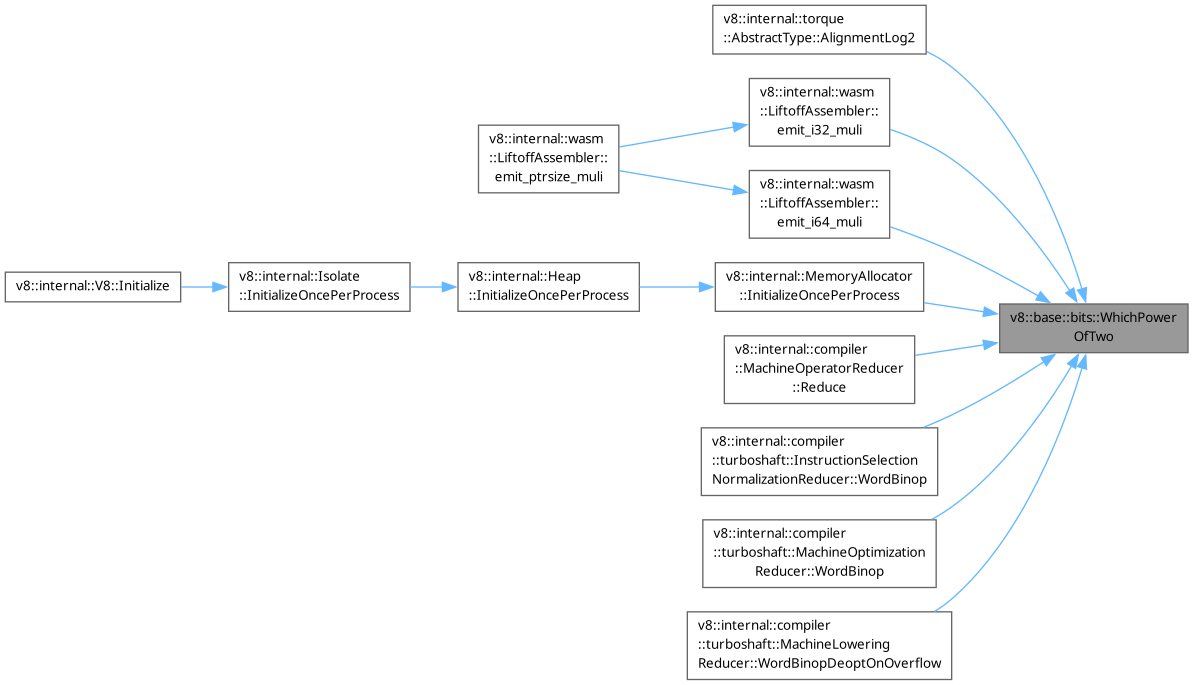 v8::internal::torque
::AbstractType::AlignmentLog2
v8::internal::wasm
::LiftoffAssembler::
emit_i32_muli
v8::internal::wasm
::LiftoffAssembler::
emit_ptrsize_muli
v8::internal::wasm
::LiftoffAssembler::
emit_i64_muli
v8::internal::V8::Initialize
v8::internal::Isolate
::InitializeOncePerProcess
v8::internal::Heap
::InitializeOncePerProcess
v8::internal::MemoryAllocator
::InitializeOncePerProcess
v8::base::bits::WhichPower
OfTwo
v8::internal::compiler
::MachineOperatorReducer
::Reduce
v8::internal::compiler
::turboshaft::InstructionSelection
NormalizationReducer::WordBinop
v8::internal::compiler
::turboshaft::MachineOptimization
Reducer::WordBinop
v8::internal::compiler
::turboshaft::MachineLowering
Reducer::WordBinopDeoptOnOverflow